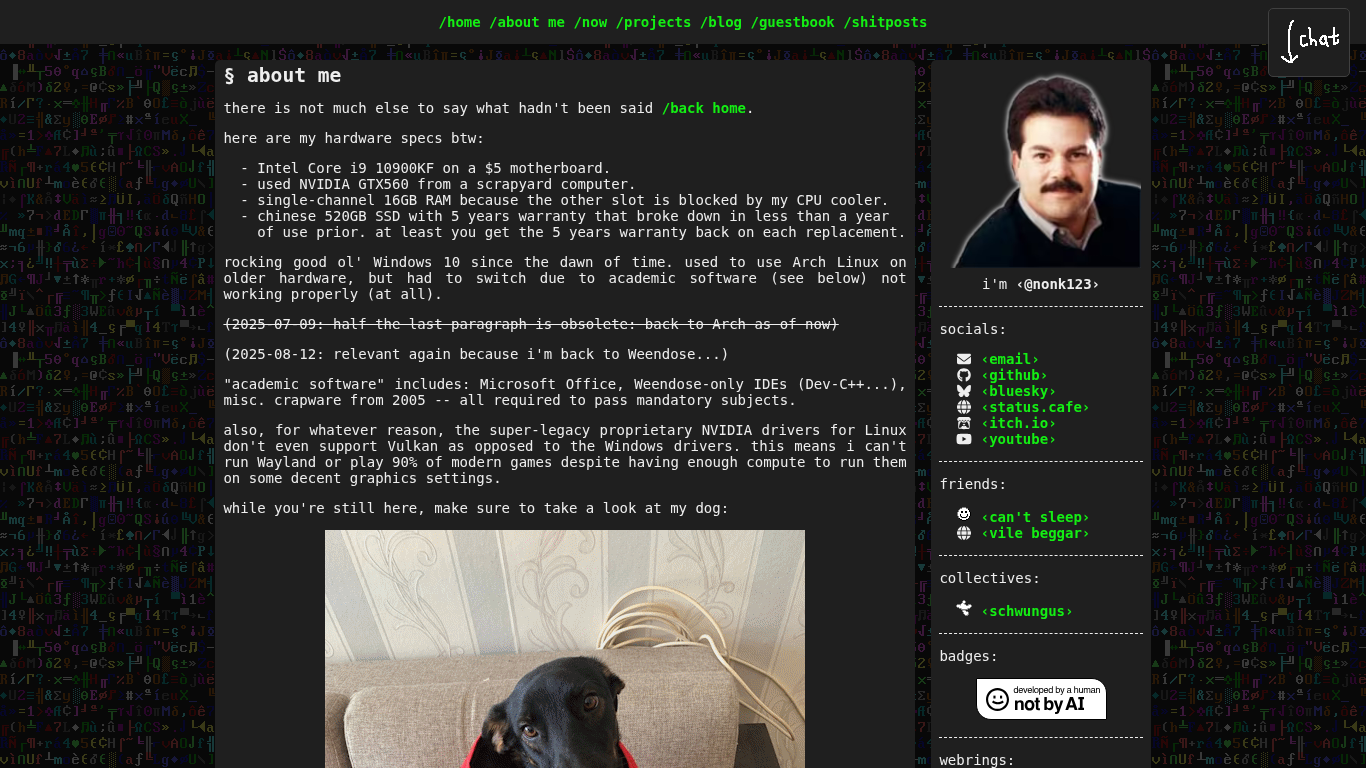 /home /about me /now /projects /blog /guestbook /shitposts
chat
§ about me
there is not much else to say what hadn't been said /back home.
here are my hardware specs btw:
- Intel Core i9 10900KF on a $5 motherboard.
- used NVIDIA GTX560 from a scrapyard computer.
- single-channel 16GB RAM because the other slot is blocked by my CPU cooler.
- chinese 520GB SSD with 5 years warranty that broke down in less than a year
of use prior. at least you get the 5 years warranty back on each replacement.
rocking good ol' Windows 10 since the dawn of time. used to use Arch Linux on
older hardware, but had to switch due to academic software (see below) not
working properly (at all).
(2025-07-09: half the last paragraph is obsolete: back to Arch as of now)
(2025-08-12: relevant again because i'm back to Weendose...)
"academic software" includes: Microsoft Office, Weendose-only IDEs (Dev-C++...),
misc. crapware from 2005 -- all required to pass mandatory subjects.
also, for whatever reason, the super-legacy proprietary NVIDIA drivers for Linux
don't even support Vulkan as opposed to the Windows drivers. this means i can't
run Wayland or play 90% of modern games despite having enough compute to run them
on some decent graphics settings.
while you're still here, make sure to take a look at my dog:
i'm ‹@nonk123›
socials:
‹email›
‹github›
‹bluesky›
‹status.cafe›
‹itch.io›
‹youtube›
friends:
‹can't sleep›
‹vile beggar›
collectives:
‹schwungus›
badges:
developed by a human
not by AI
webrings: